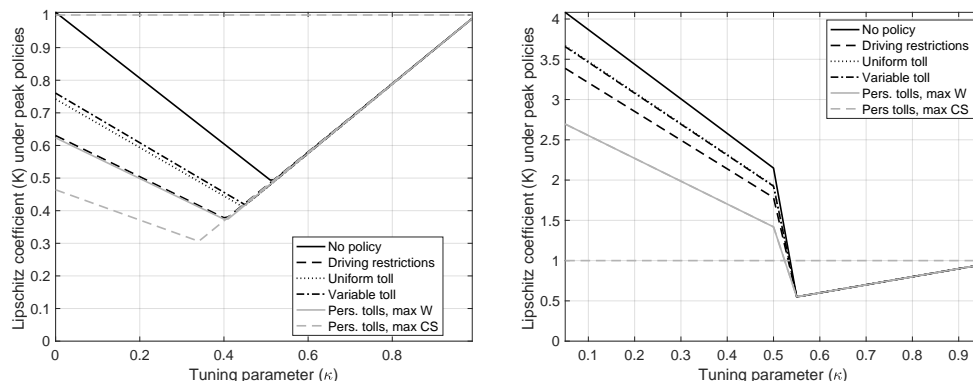 Lipschitz coefficient (K) under peak policies
1
0.9
0.8
0.7
0.6
0.5
0.4
0.3
0.2
0.1
0
0
0.2
0.4
0.6
0.8
Tuning parameter (κ)
No policy
Driving restrictions
Uniform toll
Variable toll
Pers. tolls, max W
Pers. tolls, max CS
Lipschitz coefficient (K) under peak policies
4
3.5
3
2.5
2
1.5
1
0.5
0
0.1
0.2
0.3
0.4
0.5
0.6
0.7
0.8
0.9
Tuning parameter (κ)
No policy
Driving restrictions
Uniform toll
Variable toll
Pers. tolls, max W
Pers tolls, max CS